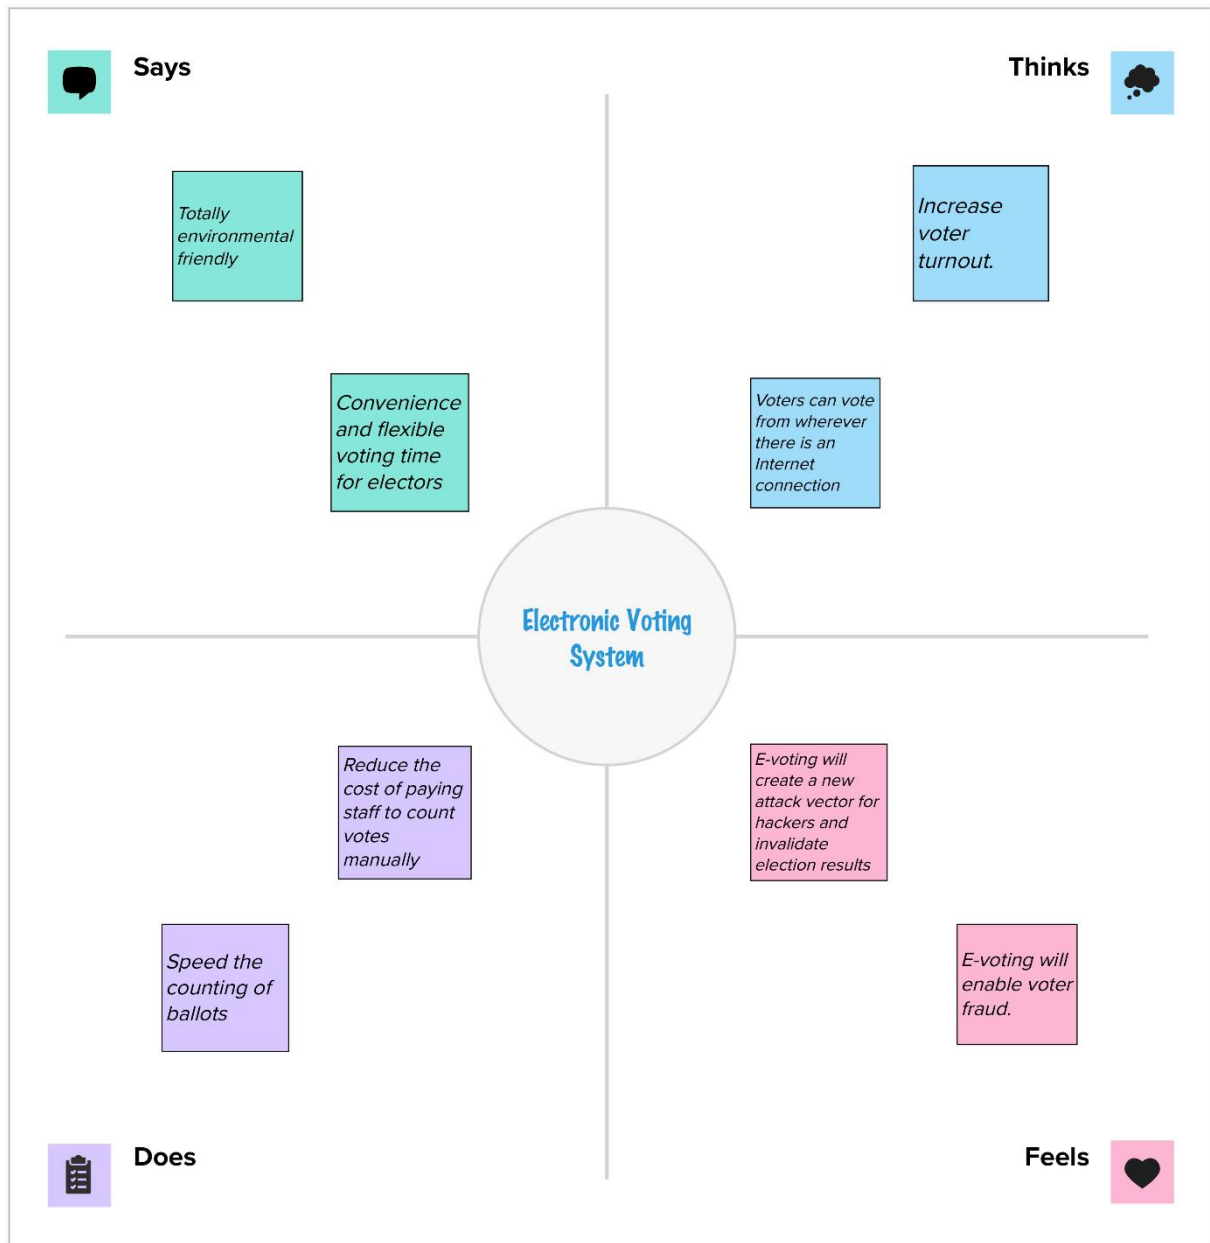 Says
Thinks
Totally
environmental
friendly
Increase
voter
turnout.
Convenience
and flexible
voting time
for electors
Voters can vote
from wherever
there is an
Internet
connection
Electronic Voting
System
Reduce the
cost of paying
staff to count
votes
manually
E-voting will
create a new
attack vector for
hackers and
invalidate
election results
Speed the
counting of
ballots
E-voting will
enable voter
fraud.
Does
Feels